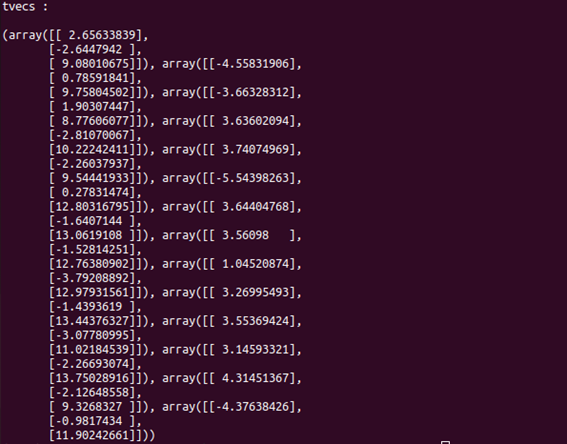 tvecs :
(array([[ 2.65633839],
[-2.6447942 ],
[ 9.08010675]]), array([[-4.55831906],
[ 0.78591841],
[ 9.75804502]]), array([[-3.66328312],
[ 1.90307447],
[ 8.77606077]]), array([[ 3.63602094],
[-2.81070067],
[10.22242411]]), array([[ 3.74074969],
[-2.26037937],
[ 9.54441933]]), array([[-5.54398263],
[ 0.27831474],
[12.80316795]]), array([[ 3.64404768],
[-1.6407144 ],
[13.0619108 ]]), array([[ 3.56098   ],
[-1.52814251],
[12.76380902]]), array([[ 1.04520874],
[-3.79208892],
[12.97931561]]), array([[ 3.26995493],
[-1.4393619 ],
[13.44376327]]), array([[ 3.55369424],
[-3.07780995],
[11.02184539]]), array([[ 3.14593321],
[-2.26693074],
[13.75028916]]), array([[ 4.31451367],
[-2.12648558],
[ 9.3268327 ]]), array([[-4.37638426],
[-0.9817434 ],
[11.90242661]]))